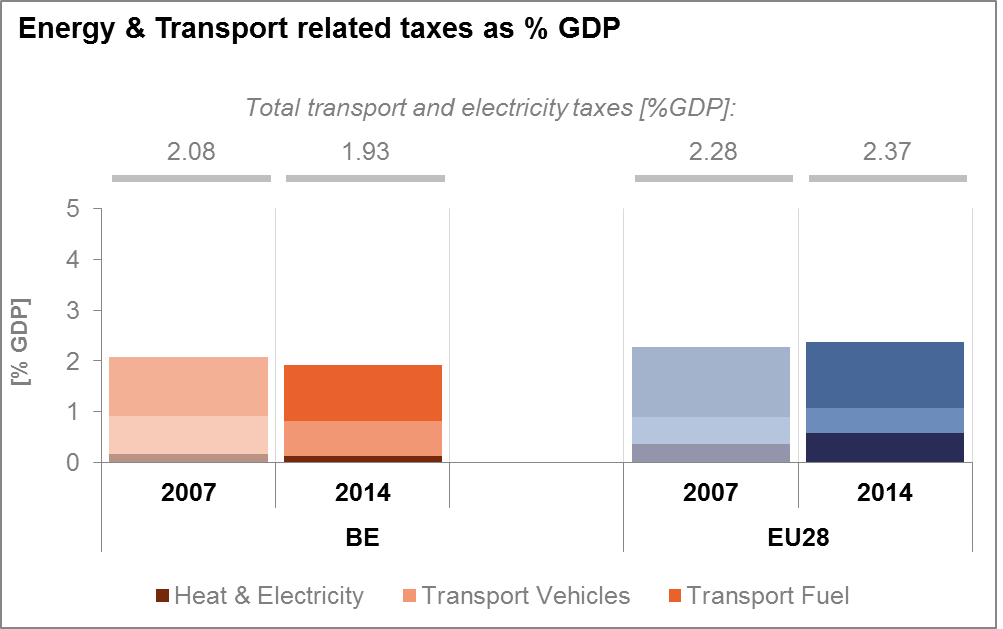 Energy & Transport related taxes as % GDP
Total transport and electricity taxes [%GDP]:
2.08 1.93 2.28 2.37
5
4
3
2
1
0
[% GDP]
2007 2014 2007 2014
BE EU28
Heat & Electricity Transport Vehicles Transport Fuel